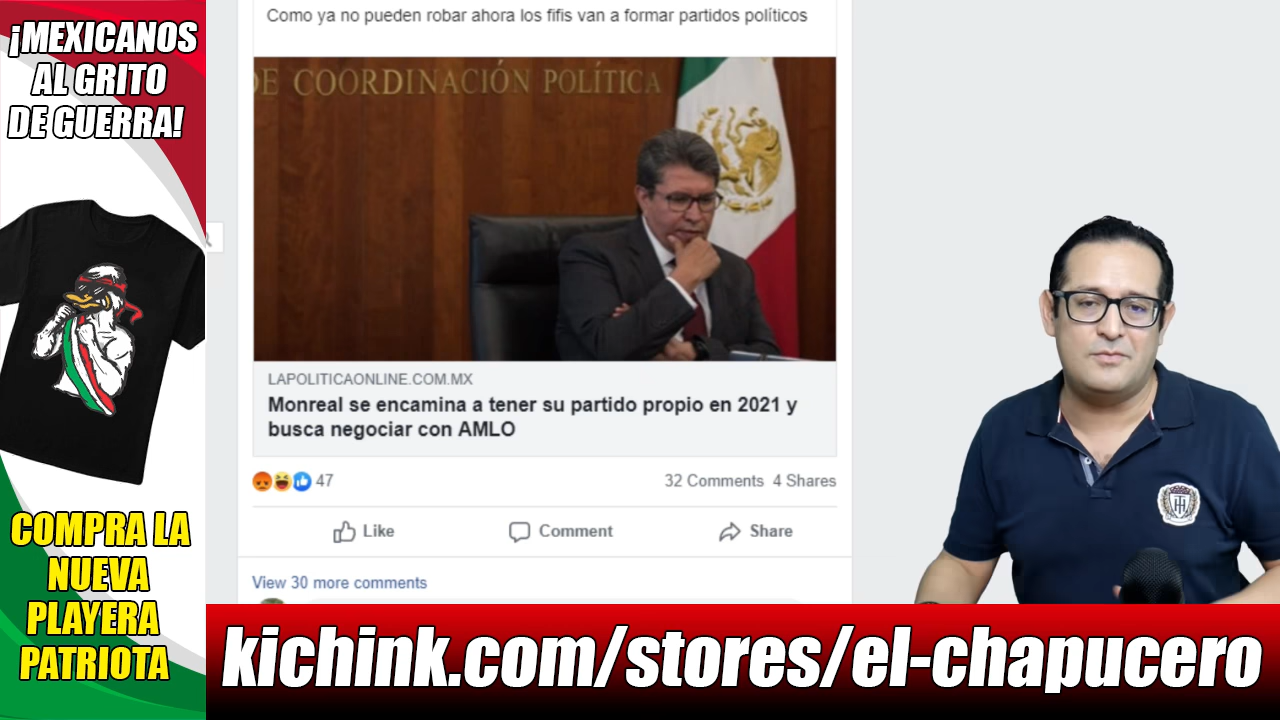 ¡MEXICANOS
AL GRITO
DE GUERRA!
COMPRA LA
NUEVA
PLAYERA
PATRIOTA
Como ya no pueden robar ahora los fifis van a formar partidos políticos
DE COORDINACIÓN POLÍTICA
LAPOLITICAONLINE.COM.MX
Monreal se encamina a tener su partido propio en 2021 y
busca negociar con AMLO
47
32 Comments 4 Shares
Like Comment Share
View 30 more comments
kichink.com/stores/el-chapucero